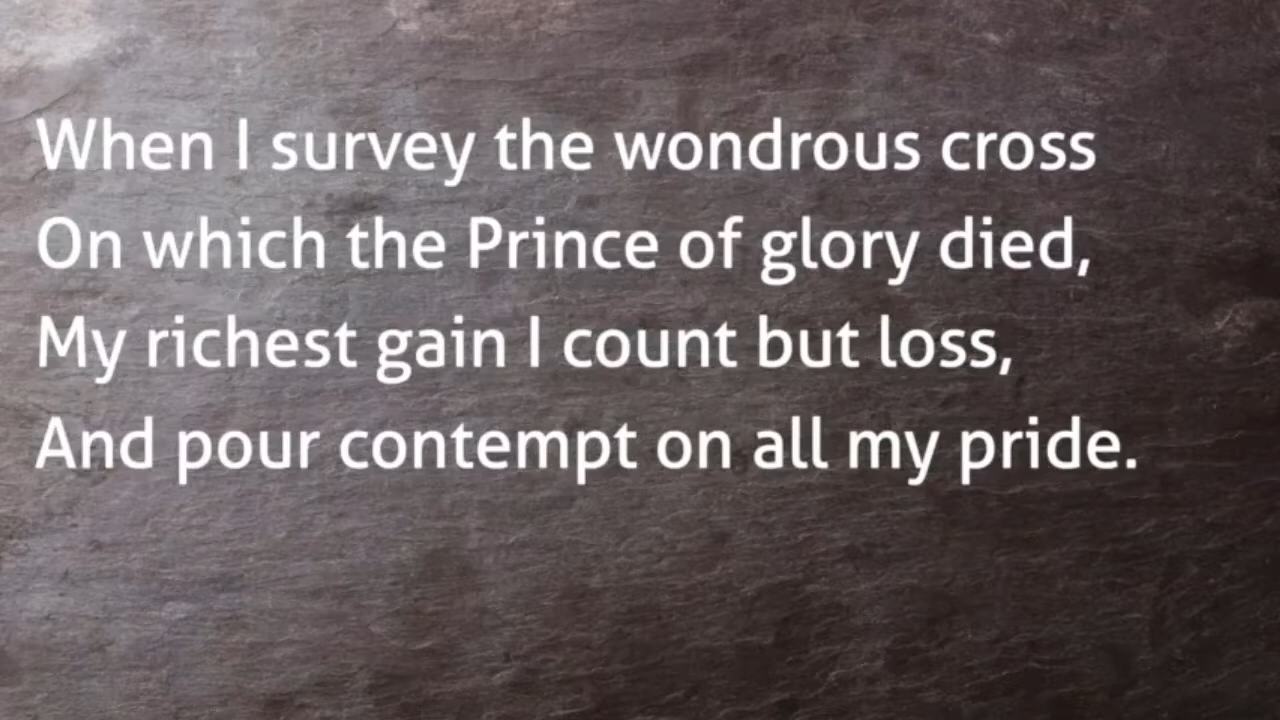 When I survey the wondrous cross
On which the Prince of glory died,
My richest gain I count but loss,
And pour contempt on all my pride.